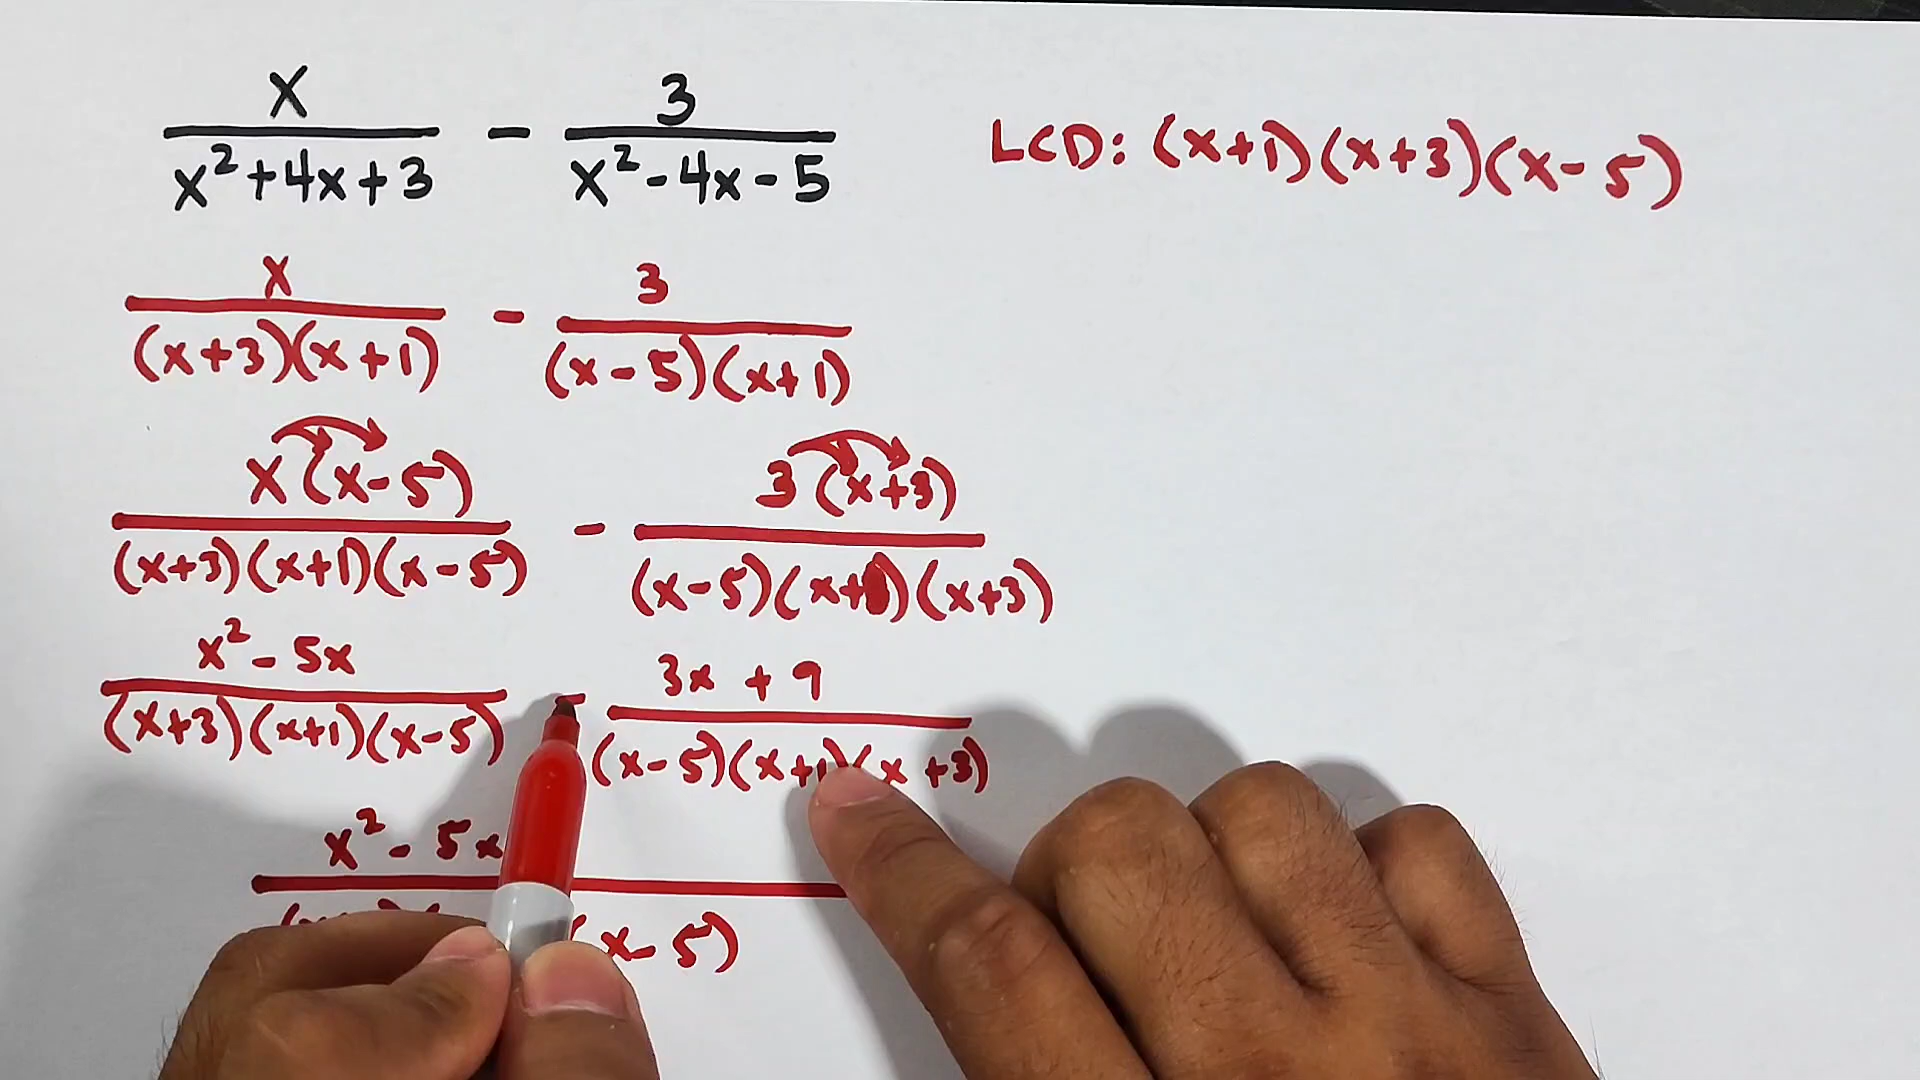 x/(x²+4x+3) - 3/(x²-4x-5)
LCD: (x+1)(x+3)(x-5)
x/((x+3)(x+1)) - 3/((x-5)(x+1))
x(x-5)/((x+3)(x+1)(x-5)) - 3(x+3)/((x-5)(x+1)(x+3))
(x²-5x)/((x+3)(x+1)(x-5)) - (3x+9)/((x-5)(x+1)(x+3))
x²-5x
(x-5)